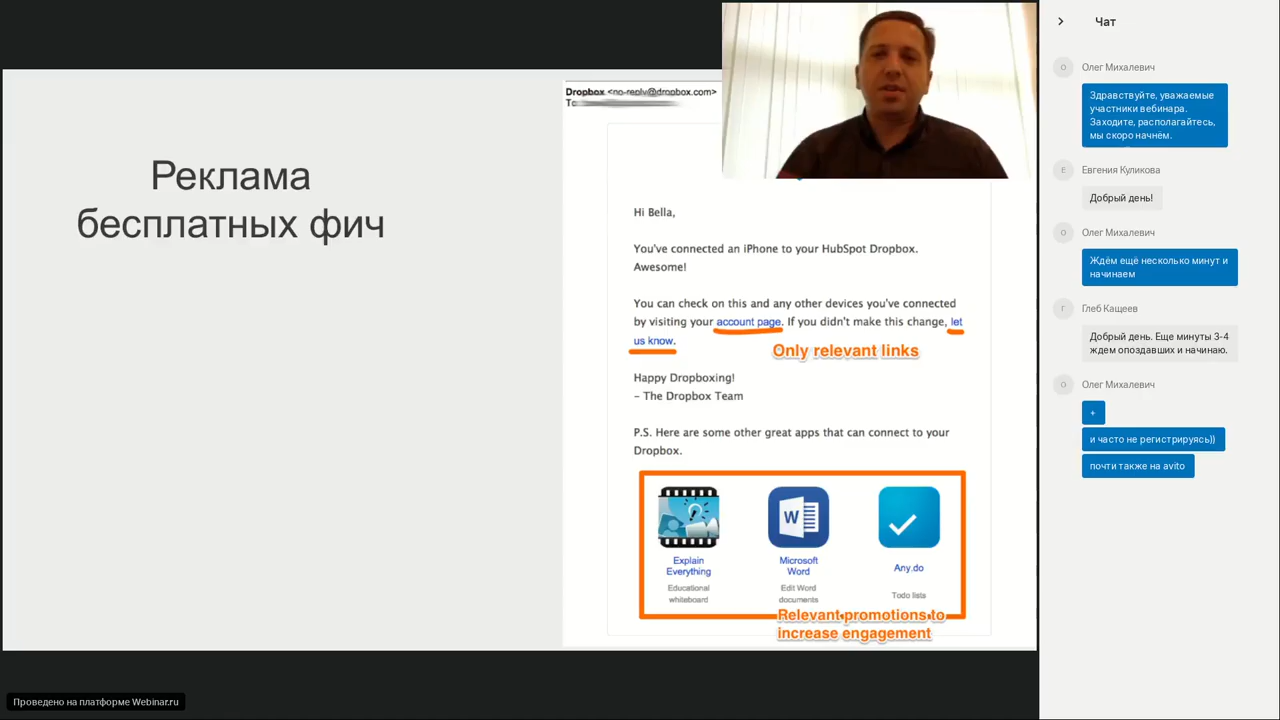 Реклама
бесплатных фич
Dropbox <no-reply@dropbox.com>
Hi Bella,
You've connected an iPhone to your HubSpot Dropbox.
Awesome!
You can check on this and any other devices you've connected
by visiting your account page. If you didn't make this change, let
us know.
Only relevant links
Happy Dropboxing!
– The Dropbox Team
P.S. Here are some other great apps that can connect to your
Dropbox.
W
Explain
Everything
Educational
whiteboard
Microsoft
Word
Edit Word
documents
Any.do
Todo lists
Relevant promotions to
increase engagement
Проведено на платформе Webinar.ru
Чат
О
Олег Михалевич
Здравствуйте, уважаемые
участники вебинара.
Заходите, располагайтесь,
мы скоро начнём.
Е
Евгения Куликова
Добрый день!
О
Олег Михалевич
Ждём ещё несколько минут и
начинаем
Г
Глеб Кащеев
Добрый день. Еще минуты 3-4
ждем опоздавших и начинаю.
О
Олег Михалевич
+
и часто не регистрируясь))
почти также на avito